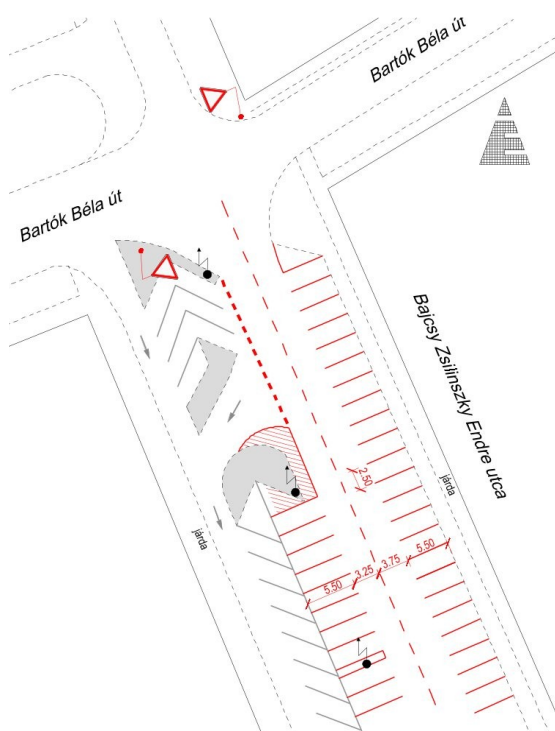 Bartók Béla út
Bartók Béla út
Bajcsy Zsilinszky Endre utca
járda
2.50
járda
5.50
3.25
3.75
5.50
É